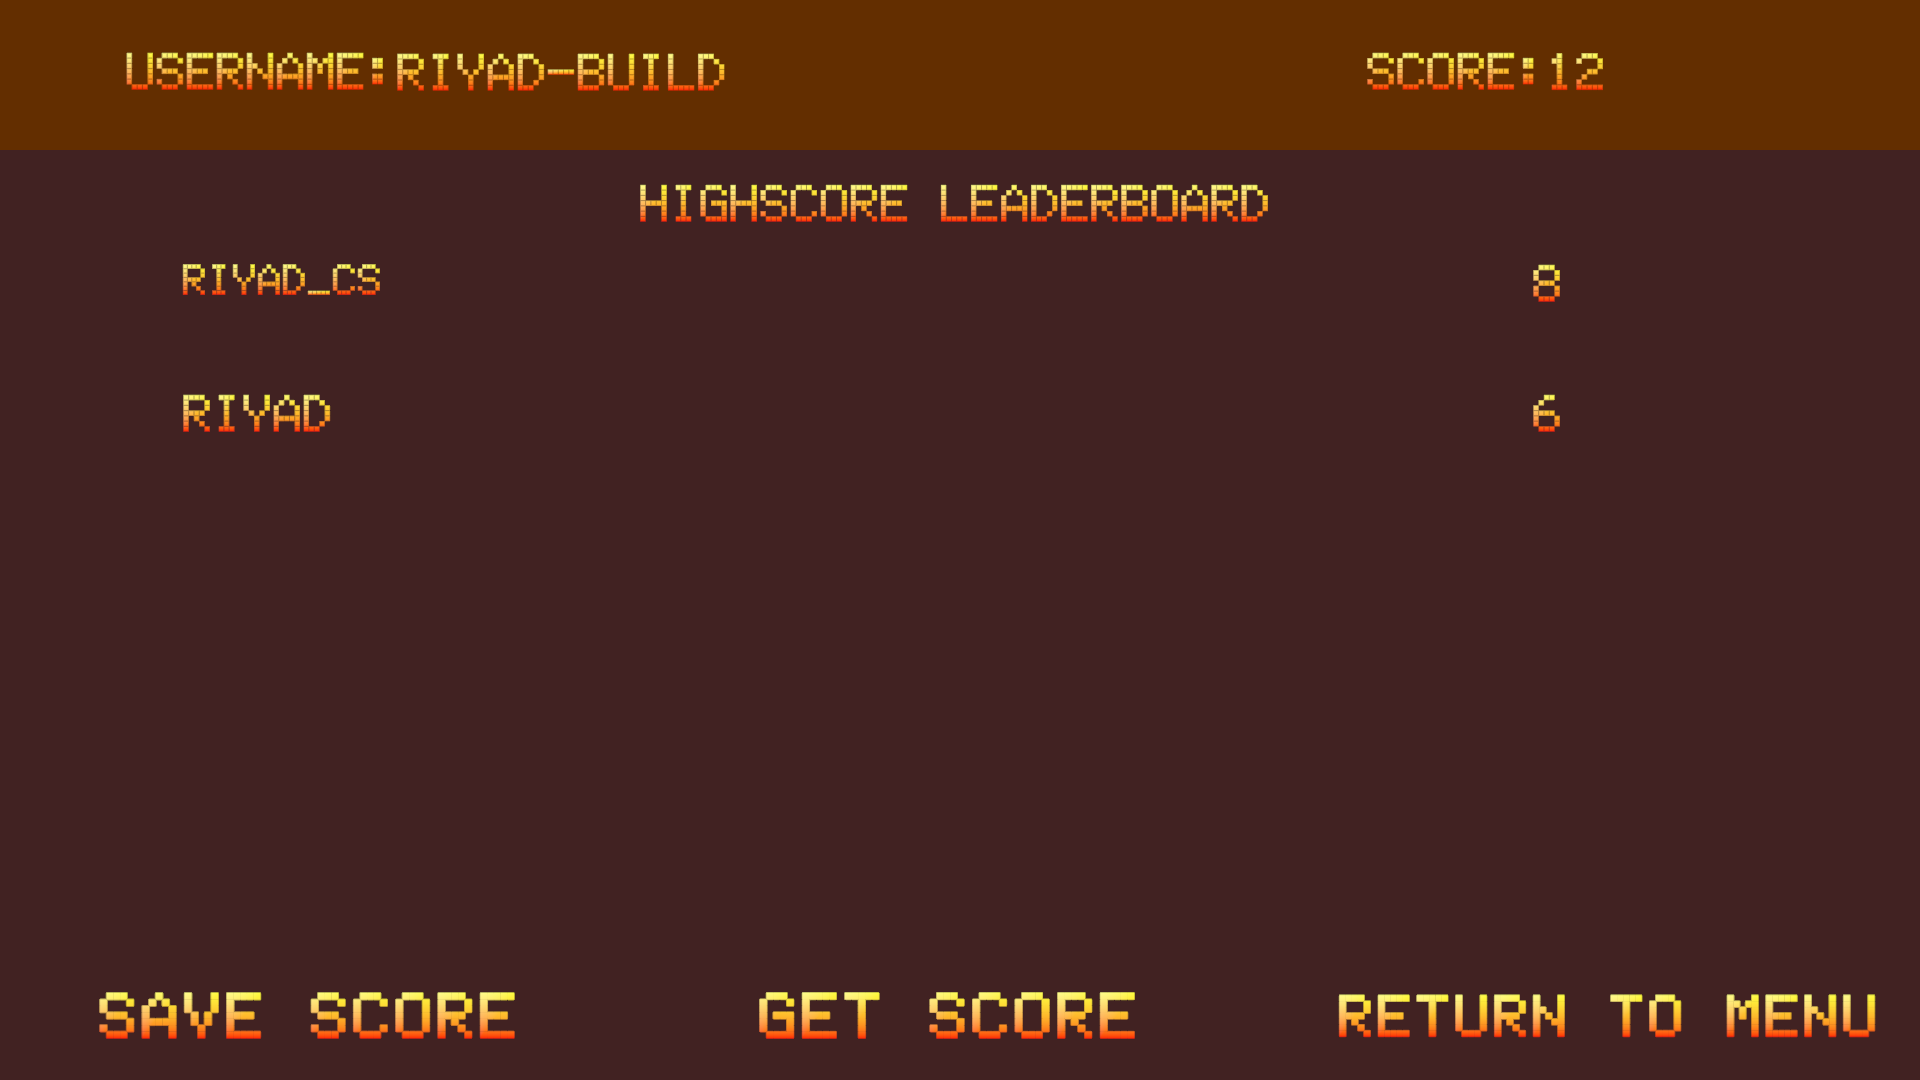 USERNAME:RIYAD-BUILD SCORE:12
HIGHSCORE LEADERBOARD
RIYAD_CS 8
RIYAD 6
SAVE SCORE GET SCORE RETURN TO MENU